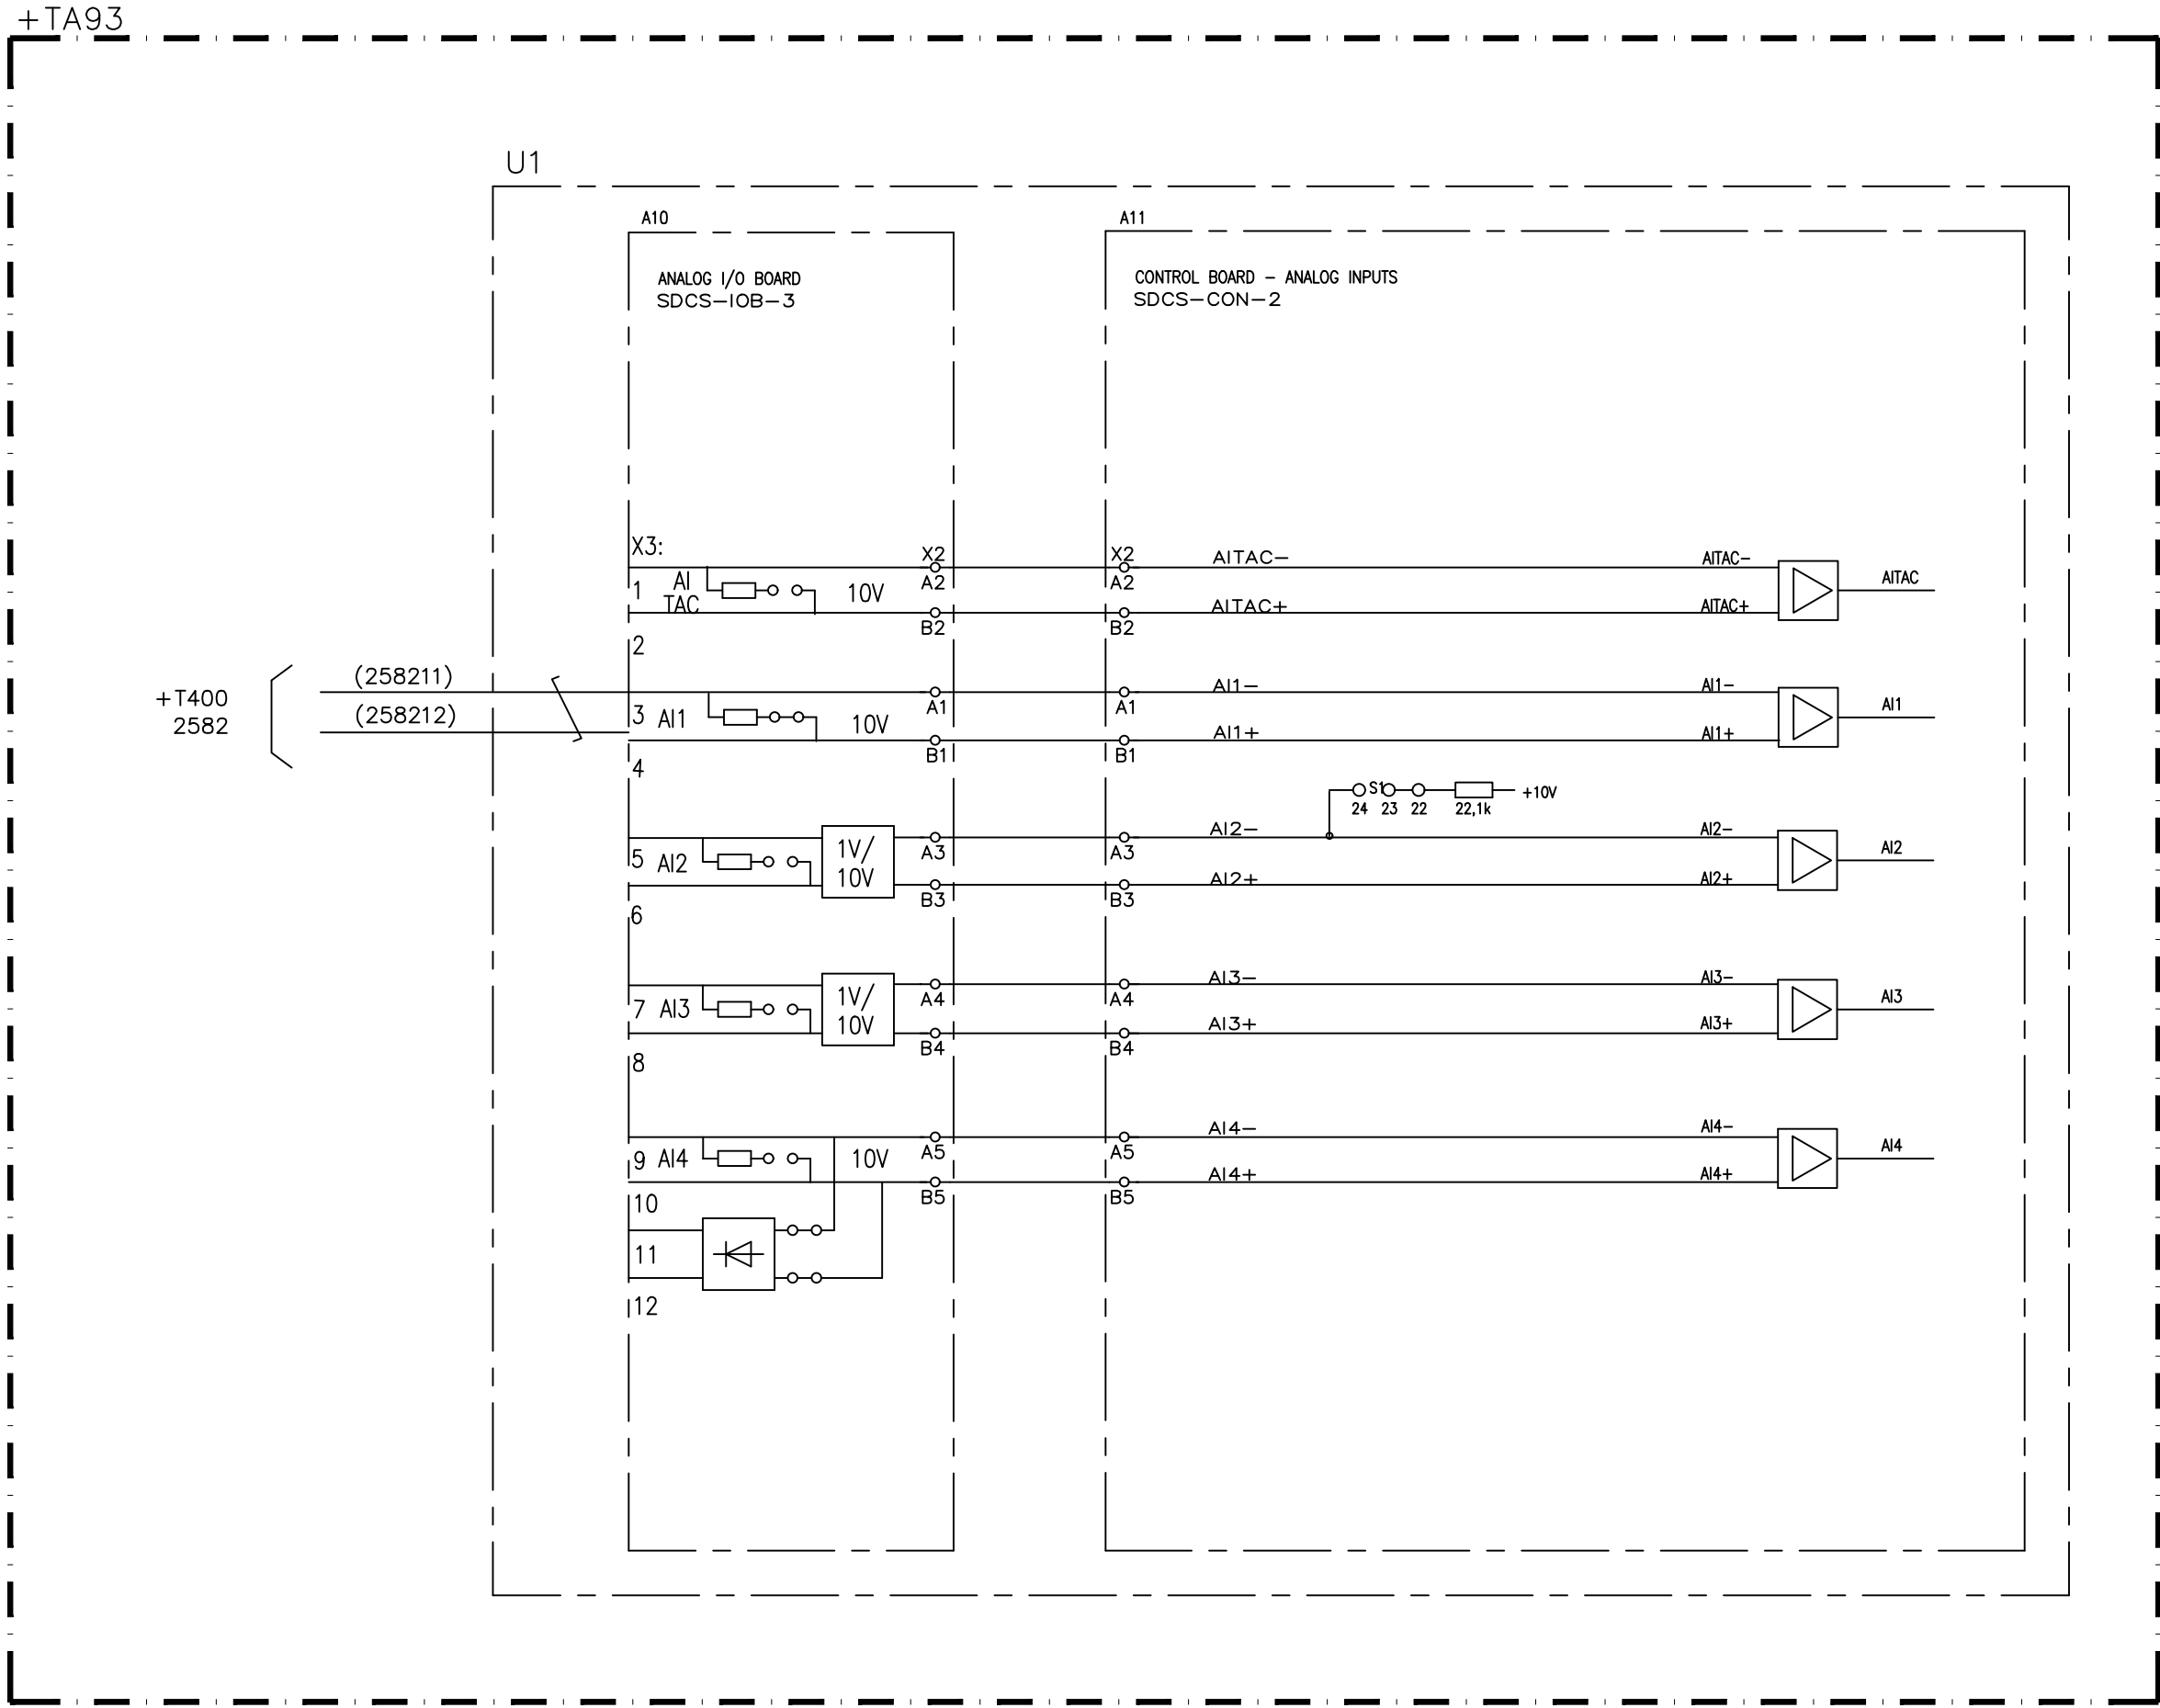 +TA93
U1
A10
A11
ANALOG I/O BOARD
SDCS-IOB-3
CONTROL BOARD - ANALOG INPUTS
SDCS-CON-2
X3:
X2
X2
AITAC-
AITAC-
1
AI
TAC
10V
A2
A2
AITAC
AITAC+
AITAC+
B2
B2
2
+T400
2582
(258211)
(258212)
AI1-
AI1-
3
AI1
10V
A1
A1
AI1
AI1+
AI1+
B1
B1
4
S1
24
23
22
22,1k
+10V
AI2-
AI2-
5
AI2
1V/
10V
A3
A3
AI2
AI2+
AI2+
B3
B3
6
AI3-
AI3-
7
AI3
1V/
10V
A4
A4
AI3
AI3+
AI3+
B4
B4
8
AI4-
AI4-
9
AI4
10V
A5
A5
AI4
AI4+
AI4+
B5
B5
10
11
12